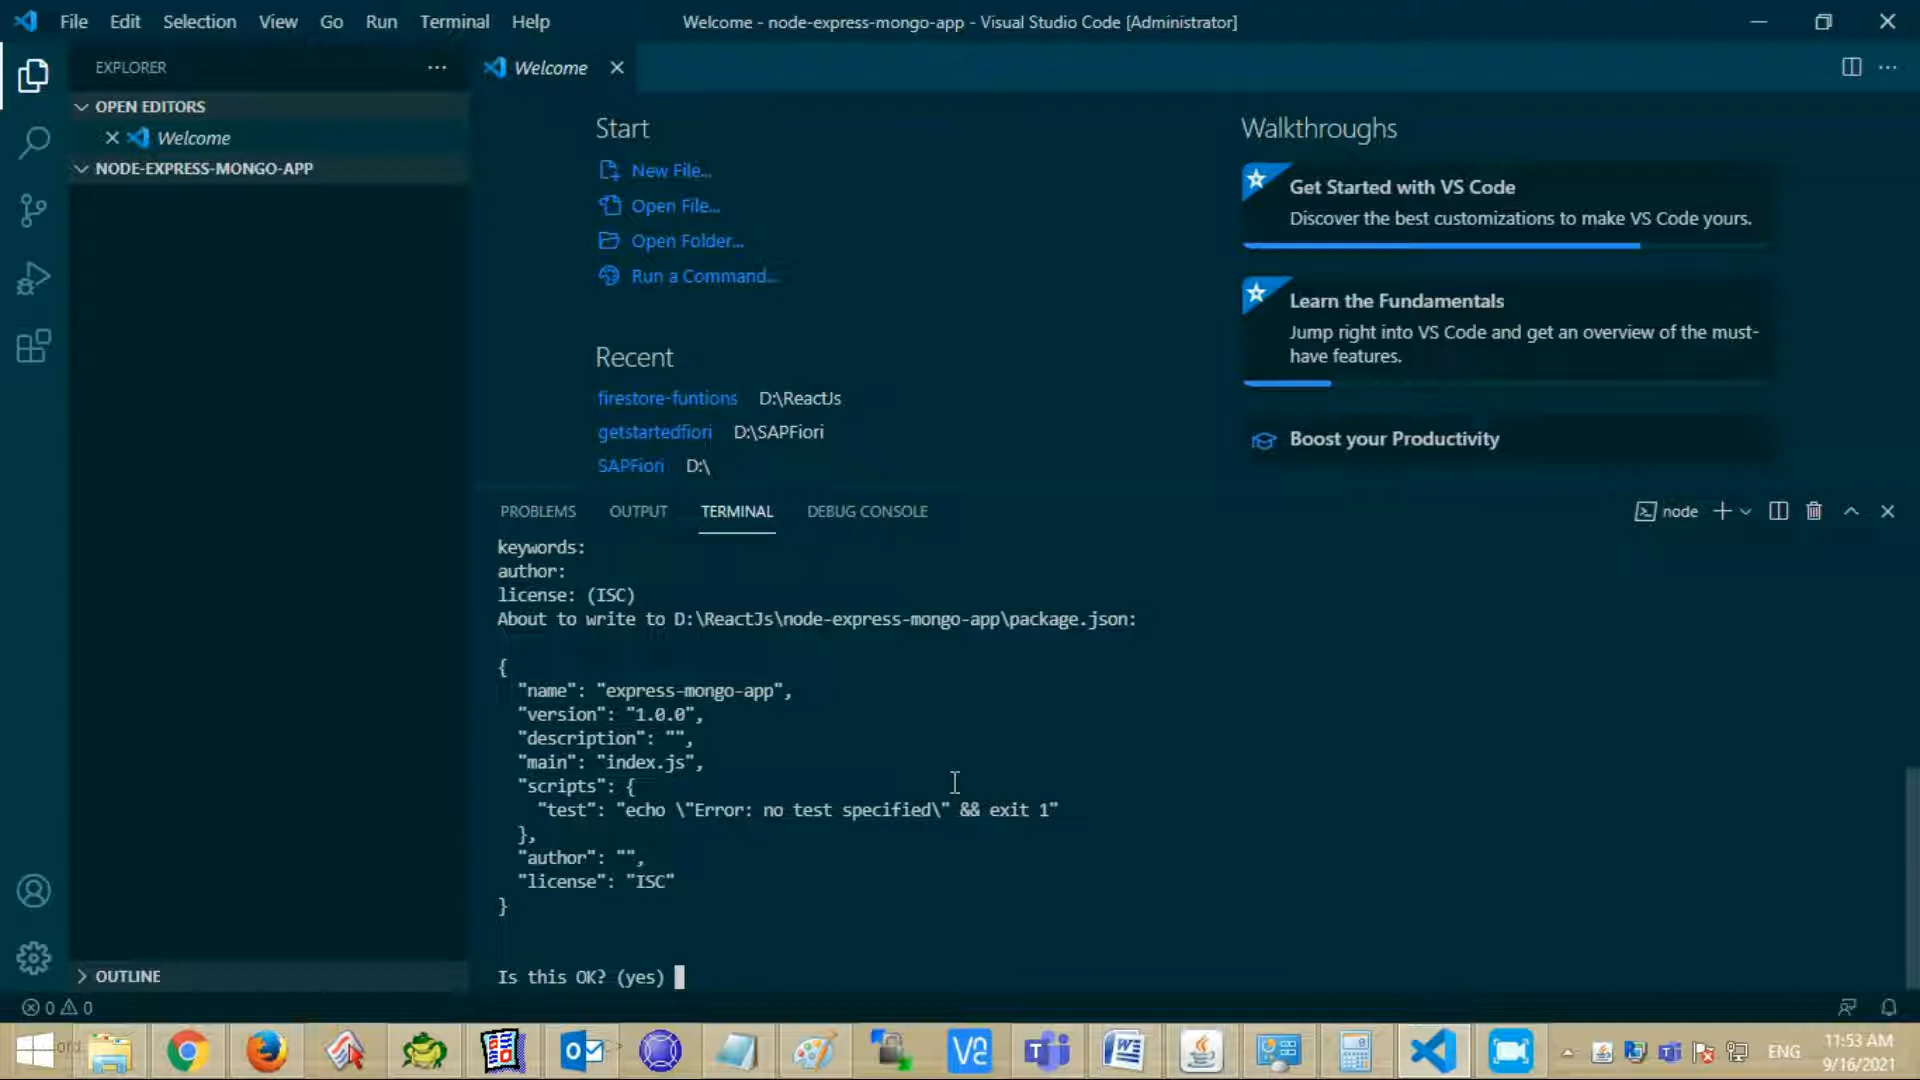 File Edit Selection View Go Run Terminal Help
Welcome - node-express-mongo-app - Visual Studio Code [Administrator]
EXPLORER
OPEN EDITORS
Welcome
NODE-EXPRESS-MONGO-APP
OUTLINE
Welcome
Start
New File...
Open File...
Open Folder...
Run a Command...
Recent
firestore-funtions D:\ReactJs
getstartedfiori D:\SAPFiori
SAPFiori D:\
Walkthroughs
Get Started with VS Code
Discover the best customizations to make VS Code yours.
Learn the Fundamentals
Jump right into VS Code and get an overview of the must-
have features.
Boost your Productivity
PROBLEMS OUTPUT TERMINAL DEBUG CONSOLE
node
keywords:
author:
license: (ISC)
About to write to D:\ReactJs\node-express-mongo-app\package.json:
{
"name": "express-mongo-app",
"version": "1.0.0",
"description": "",
"main": "index.js",
"scripts": {
"test": "echo \"Error: no test specified\" && exit 1"
},
"author": "",
"license": "ISC"
}
Is this OK? (yes)
0 0
ENG
11:53 AM
9/16/2021